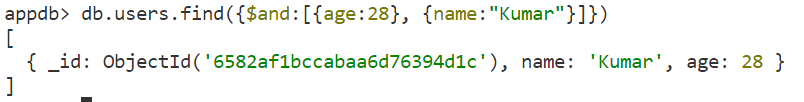 appdb> db.users.find({$and:[{age:28}, {name:"Kumar"}]})
[
  { _id: ObjectId('6582af1bccabaa6d76394d1c'), name: 'Kumar', age: 28 }
]